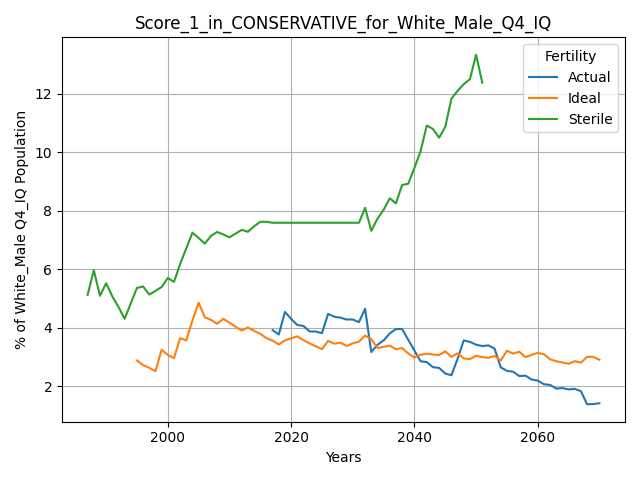 Score_1_in_CONSERVATIVE_for_White_Male_Q4_IQ
Fertility
Actual
Ideal
Sterile
% of White_Male Q4_IQ Population
12
10
8
6
4
2
2000
2020
2040
2060
Years